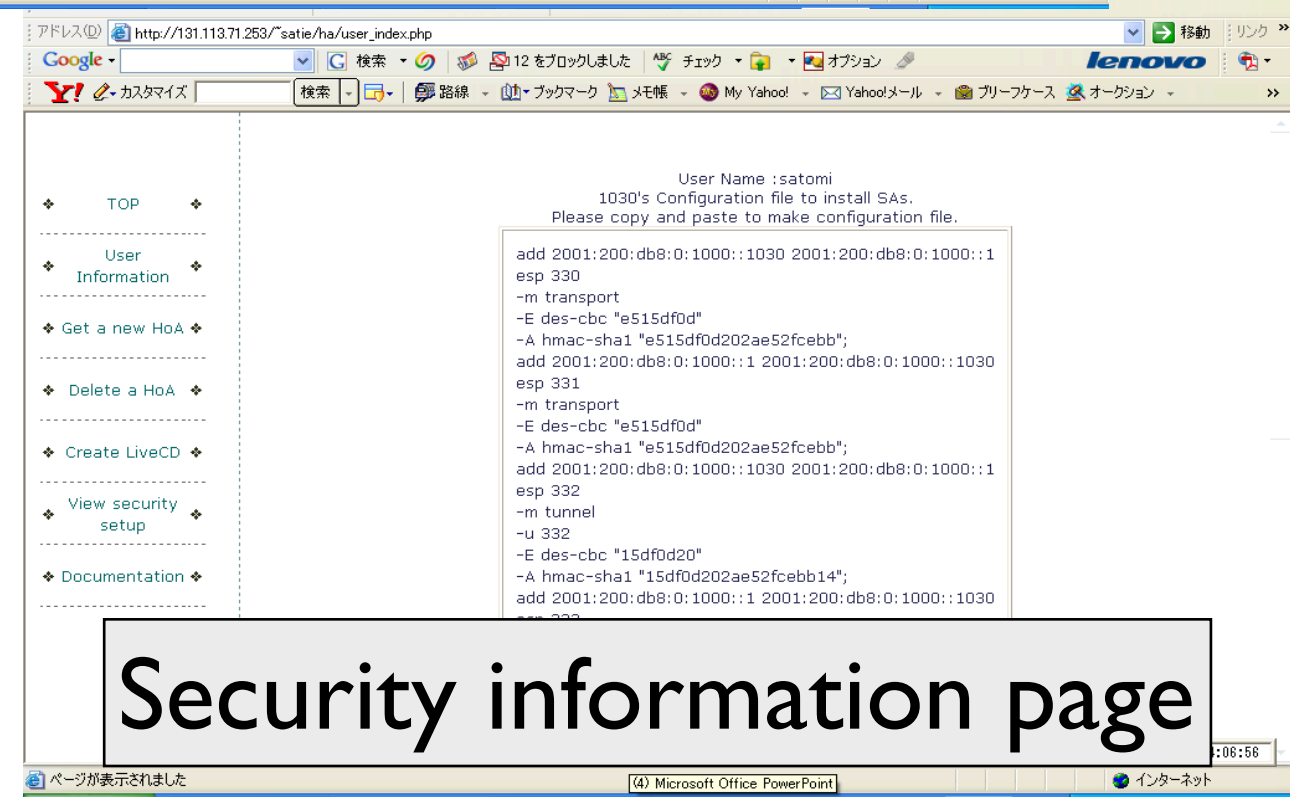 アドレス(D) http://131.113.71.253/~satie/ha/user_index.php 移動 リンク »
Google 検索 12 をブロックしました チェック オプション lenovo
Y! カスタマイズ 検索 路線 ブックマーク メモ帳 My Yahoo! Yahoo!メール ブリーフケース オークション »
TOP
User
Information
Get a new HoA
Delete a HoA
Create LiveCD
View security
setup
Documentation
User Name :satomi
1030's Configuration file to install SAs.
Please copy and paste to make configuration file.
add 2001:200:db8:0:1000::1030 2001:200:db8:0:1000::1
esp 330
-m transport
-E des-cbc "e515df0d"
-A hmac-sha1 "e515df0d202ae52fcebb";
add 2001:200:db8:0:1000::1 2001:200:db8:0:1000::1030
esp 331
-m transport
-E des-cbc "e515df0d"
-A hmac-sha1 "e515df0d202ae52fcebb";
add 2001:200:db8:0:1000::1030 2001:200:db8:0:1000::1
esp 332
-m tunnel
-u 332
-E des-cbc "15df0d20"
-A hmac-sha1 "15df0d202ae52fcebb14";
add 2001:200:db8:0:1000::1 2001:200:db8:0:1000::1030
Security information page
:06:56
ページが表示されました (4) Microsoft Office PowerPoint インターネット